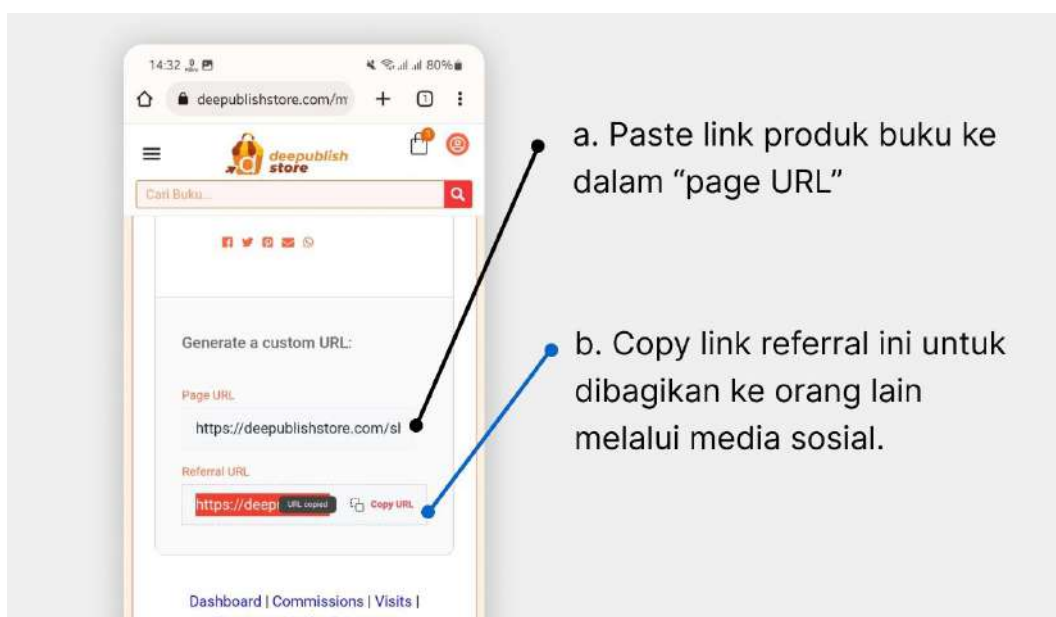 14:32
80%
deepublishstore.com/m
1
deepublish
store
Cari Buku...
Generate a custom URL:
Page URL
https://deepublishstore.com/sl
Referral URL
https://deep
URL copied
Copy URL
Dashboard | Commissions | Visits |
a. Paste link produk buku ke
dalam “page URL”
b. Copy link referral ini untuk
dibagikan ke orang lain
melalui media sosial.